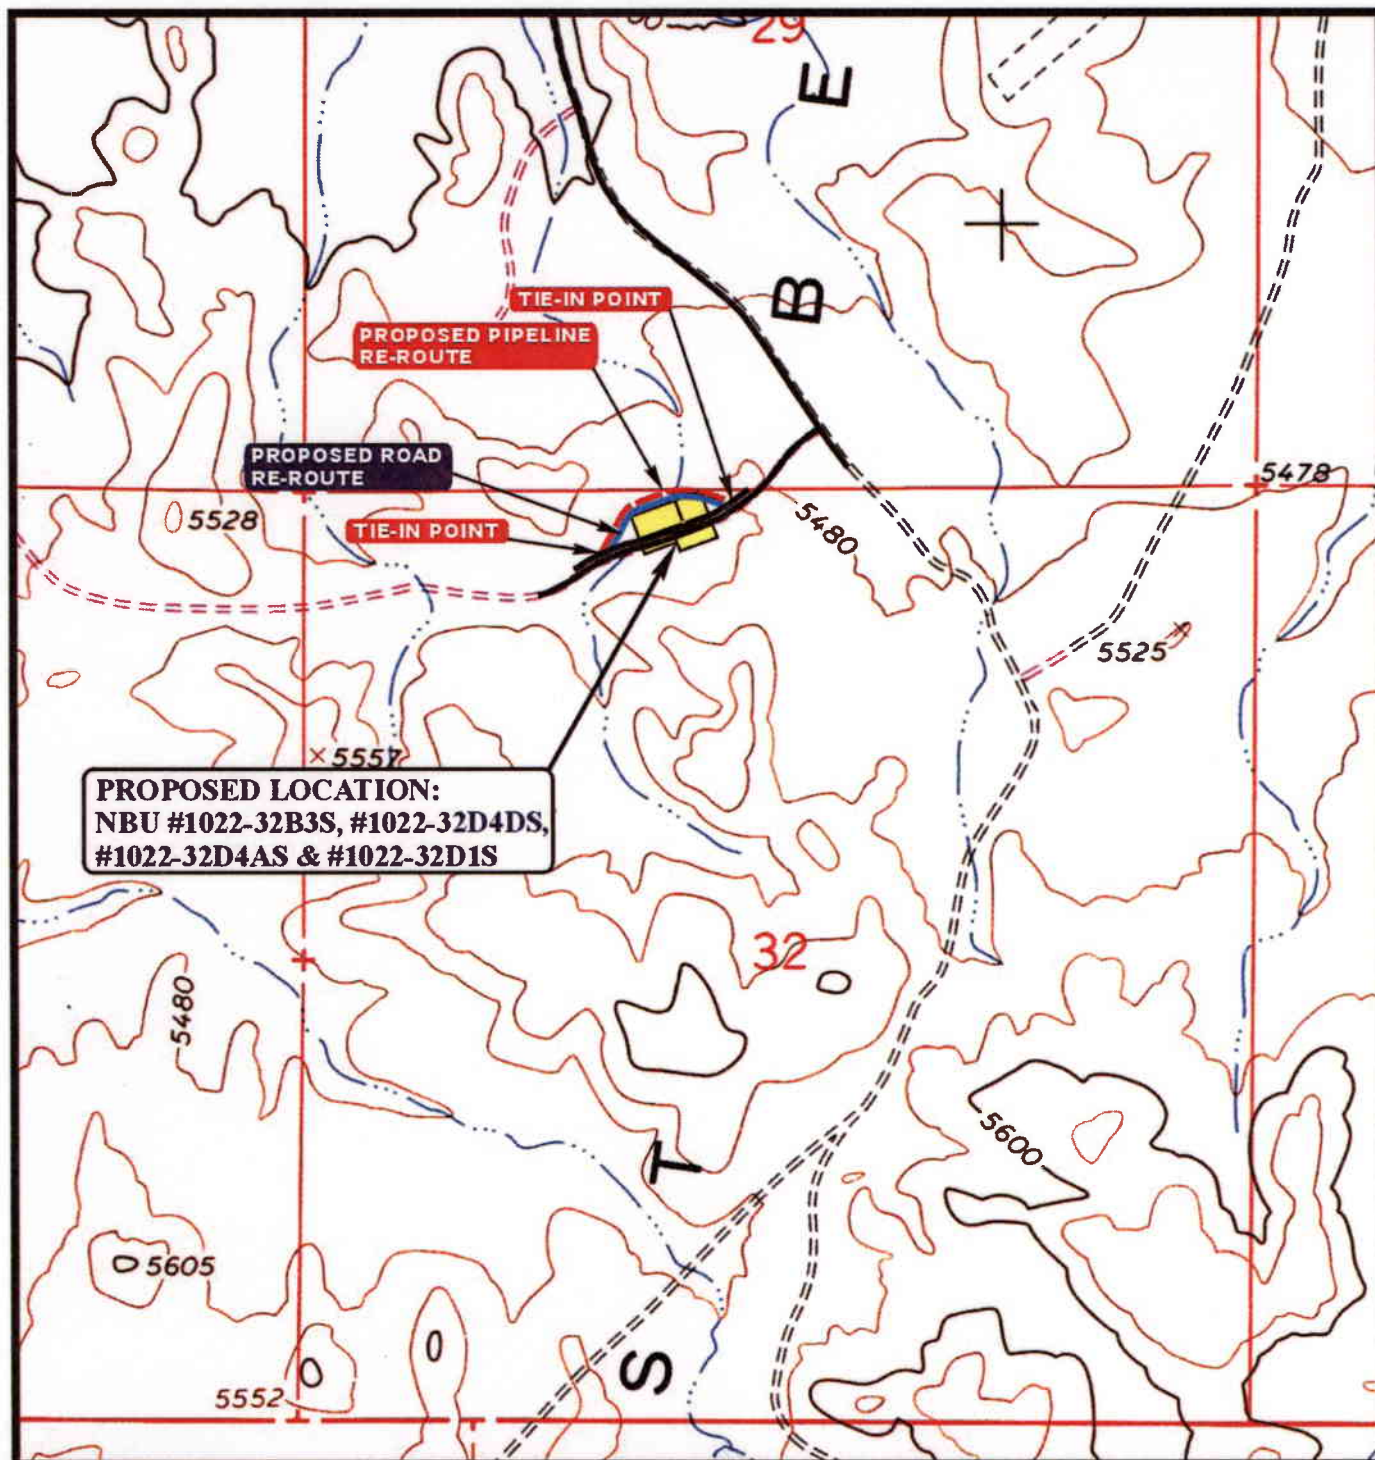 29
E
B
TIE-IN POINT
PROPOSED PIPELINE
RE-ROUTE
PROPOSED ROAD
RE-ROUTE
5478
5528
TIE-IN POINT
5480
5525
5557
PROPOSED LOCATION:
NBU #1022-32B3S, #1022-32D4DS,
#1022-32D4AS & #1022-32D1S
32
5480
5600
T
5605
S
5552